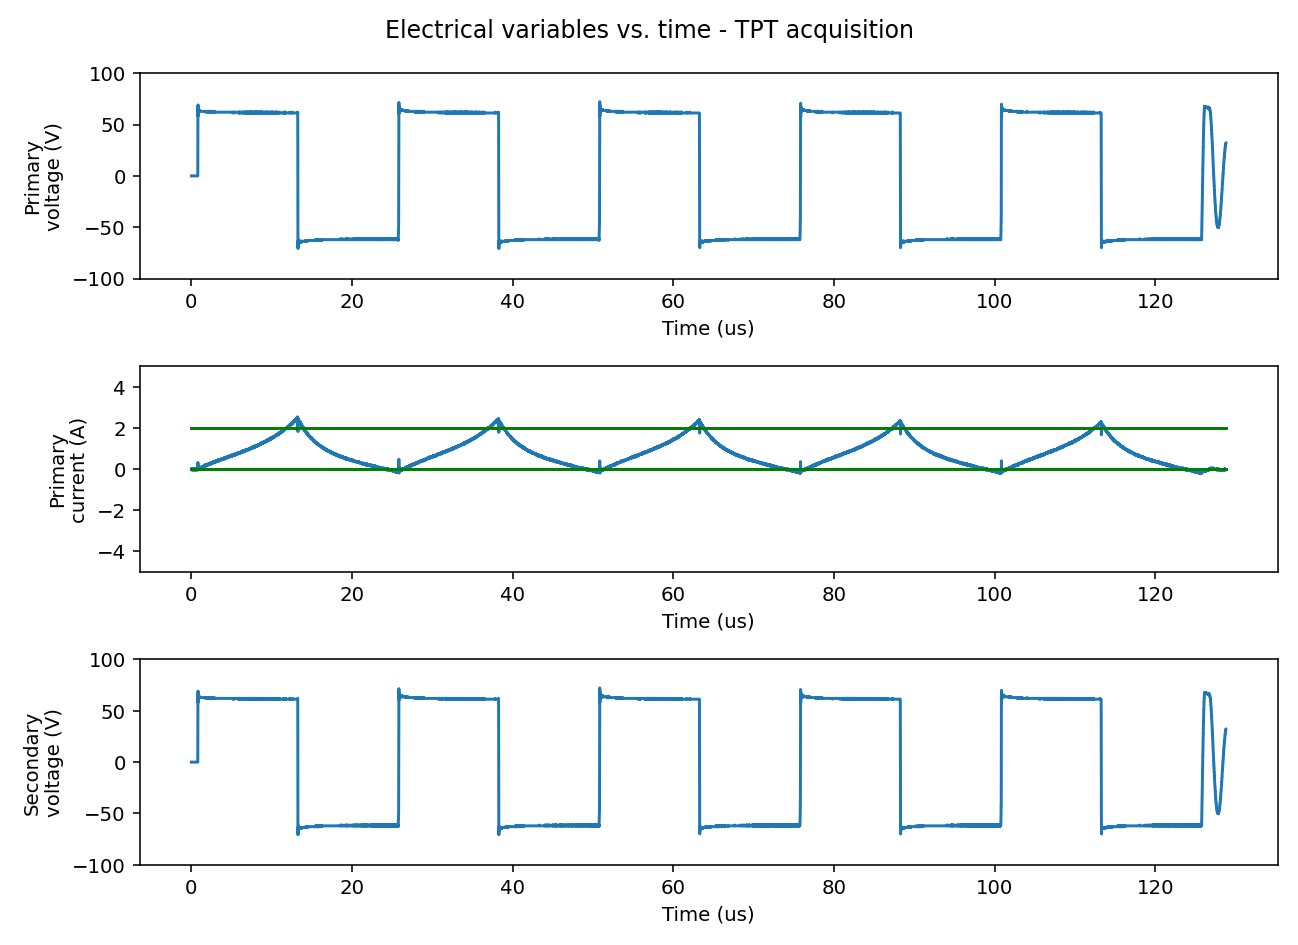 Electrical variables vs. time - TPT acquisition
Primary
voltage (V)
100
50
0
−50
−100
0 20 40 60 80 100 120
Time (us)
Primary
current (A)
4
2
0
−2
−4
0 20 40 60 80 100 120
Time (us)
Secondary
voltage (V)
100
50
0
−50
−100
0 20 40 60 80 100 120
Time (us)